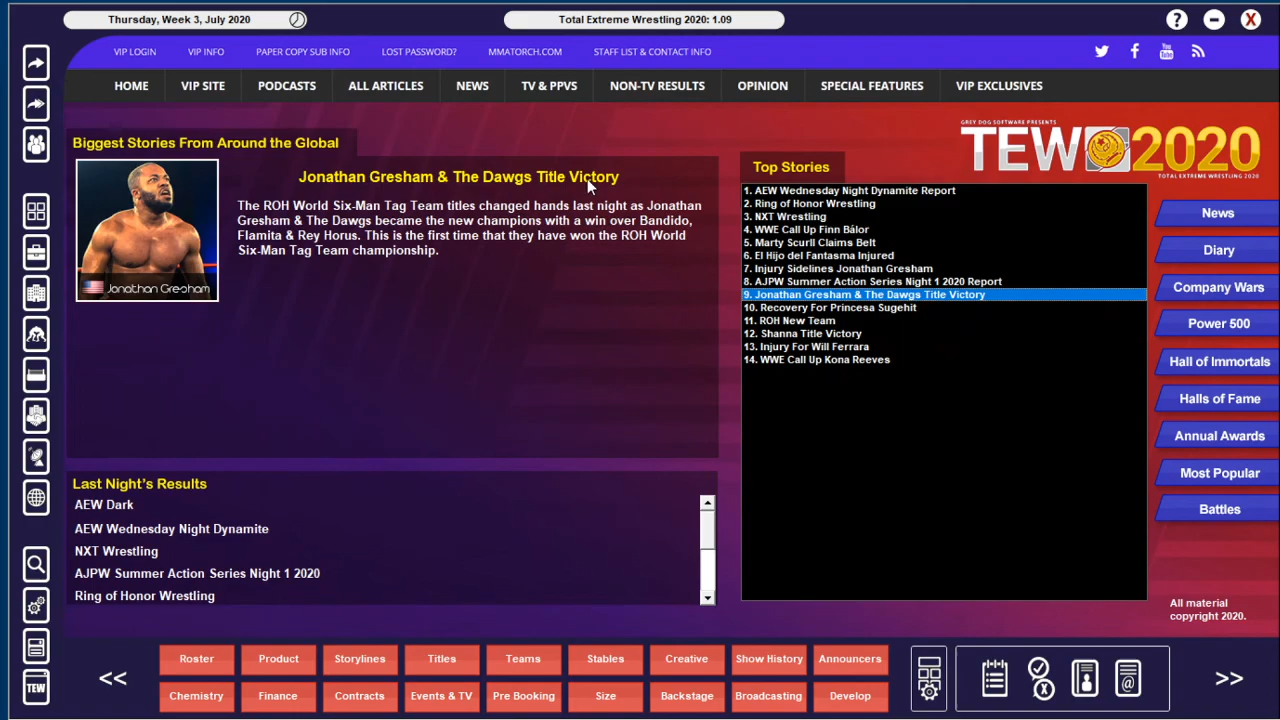 Thursday, Week 3, July 2020
Total Extreme Wrestling 2020: 1.09
?
X
VIP LOGIN
VIP INFO
PAPER COPY SUB INFO
LOST PASSWORD?
MMATORCH.COM
STAFF LIST & CONTACT INFO
HOME
VIP SITE
PODCASTS
ALL ARTICLES
NEWS
TV & PPVS
NON-TV RESULTS
OPINION
SPECIAL FEATURES
VIP EXCLUSIVES
Biggest Stories From Around the Global
Jonathan Gresham & The Dawgs Title Victory
The ROH World Six-Man Tag Team titles changed hands last night as Jonathan
Gresham & The Dawgs became the new champions with a win over Bandido,
Flamita & Rey Horus. This is the first time that they have won the ROH World
Six-Man Tag Team championship.
Jonathan Gresham
Last Night's Results
AEW Dark
AEW Wednesday Night Dynamite
NXT Wrestling
AJPW Summer Action Series Night 1 2020
Ring of Honor Wrestling
GREY DOG SOFTWARE PRESENTS
TEW 2020
TOTAL EXTREME WRESTLING 2020
Top Stories
1. AEW Wednesday Night Dynamite Report
2. Ring of Honor Wrestling
3. NXT Wrestling
4. WWE Call Up Finn Bálor
5. Marty Scurll Claims Belt
6. El Hijo del Fantasma Injured
7. Injury Sidelines Jonathan Gresham
8. AJPW Summer Action Series Night 1 2020 Report
9. Jonathan Gresham & The Dawgs Title Victory
10. Recovery For Princesa Sugehit
11. ROH New Team
12. Shanna Title Victory
13. Injury For Will Ferrara
14. WWE Call Up Kona Reeves
News
Diary
Company Wars
Power 500
Hall of Immortals
Halls of Fame
Annual Awards
Most Popular
Battles
All material
copyright 2020.
TEW
<<
Roster
Product
Storylines
Titles
Teams
Stables
Creative
Show History
Announcers
Chemistry
Finance
Contracts
Events & TV
Pre Booking
Size
Backstage
Broadcasting
Develop
>>